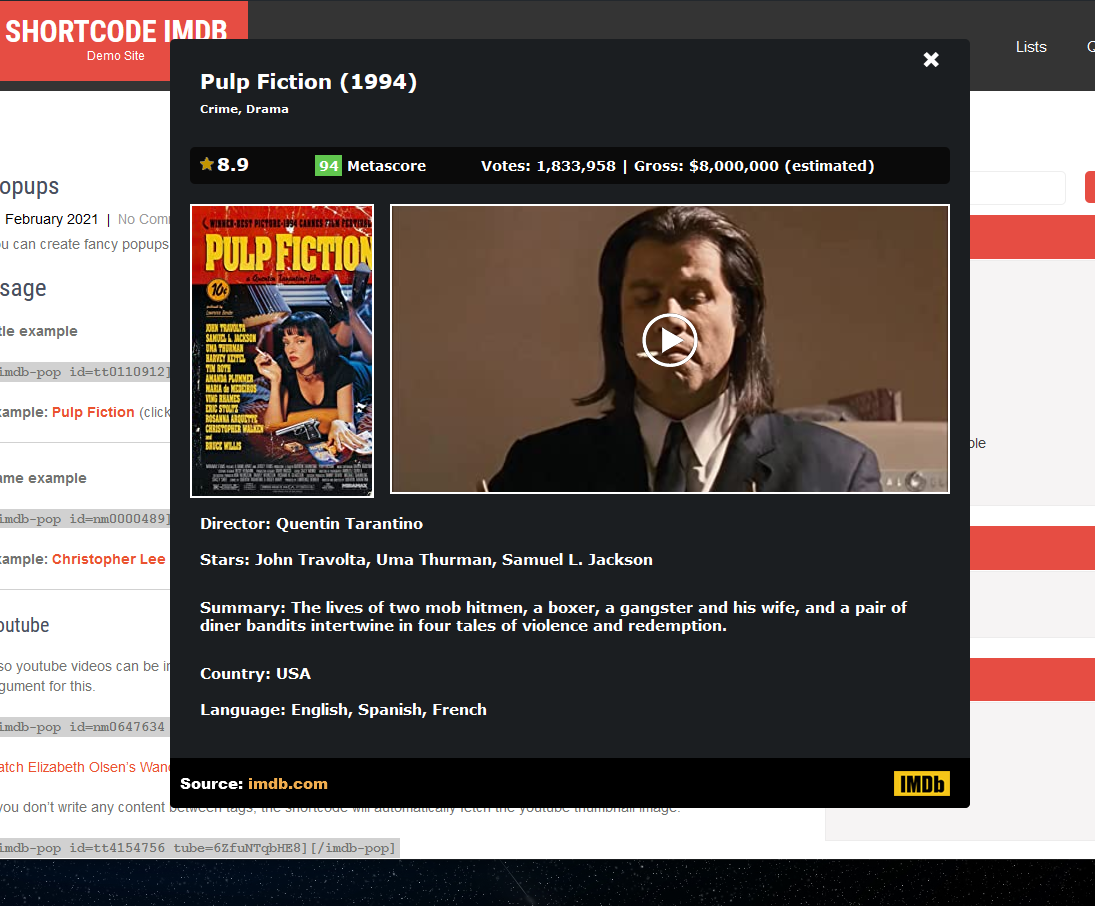 SHORTCODE IMDB
Demo Site
Lists
Pulp Fiction (1994)
Crime, Drama
8.9
94 Metascore
Votes: 1,833,958 | Gross: $8,000,000 (estimated)
opups
February 2021 | No Com
ou can create fancy popups
sage
tle example
imdb-pop id=tt0110912]
ample: Pulp Fiction (click
ame example
imdb-pop id=nm0000489]
ample: Christopher Lee
outube
so youtube videos can be in
gument for this.
imdb-pop id=nm0647634
atch Elizabeth Olsen's Wand
you don't write any content between tags, the shortcode will automatically fetch the youtube thumbnail image.
imdb-pop id=tt4154756 tube=6ZfuNTqbHE8][/imdb-pop]
WINNER-BEST PICTURE-1994 CANNES FILM FESTIVAL
PULP FICTION
a Quentin Tarantino film
10¢
JOHN TRAVOLTA
SAMUEL L. JACKSON
UMA THURMAN
HARVEY KEITEL
TIM ROTH
AMANDA PLUMMER
MARIA de MEDEIROS
VING RHAMES
ERIC STOLTZ
ROSANNA ARQUETTE
CHRISTOPHER WALKEN
and
BRUCE WILLIS
MIRAMAX
Director: Quentin Tarantino
Stars: John Travolta, Uma Thurman, Samuel L. Jackson
Summary: The lives of two mob hitmen, a boxer, a gangster and his wife, and a pair of
diner bandits intertwine in four tales of violence and redemption.
Country: USA
Language: English, Spanish, French
Source: imdb.com
IMDb
ple